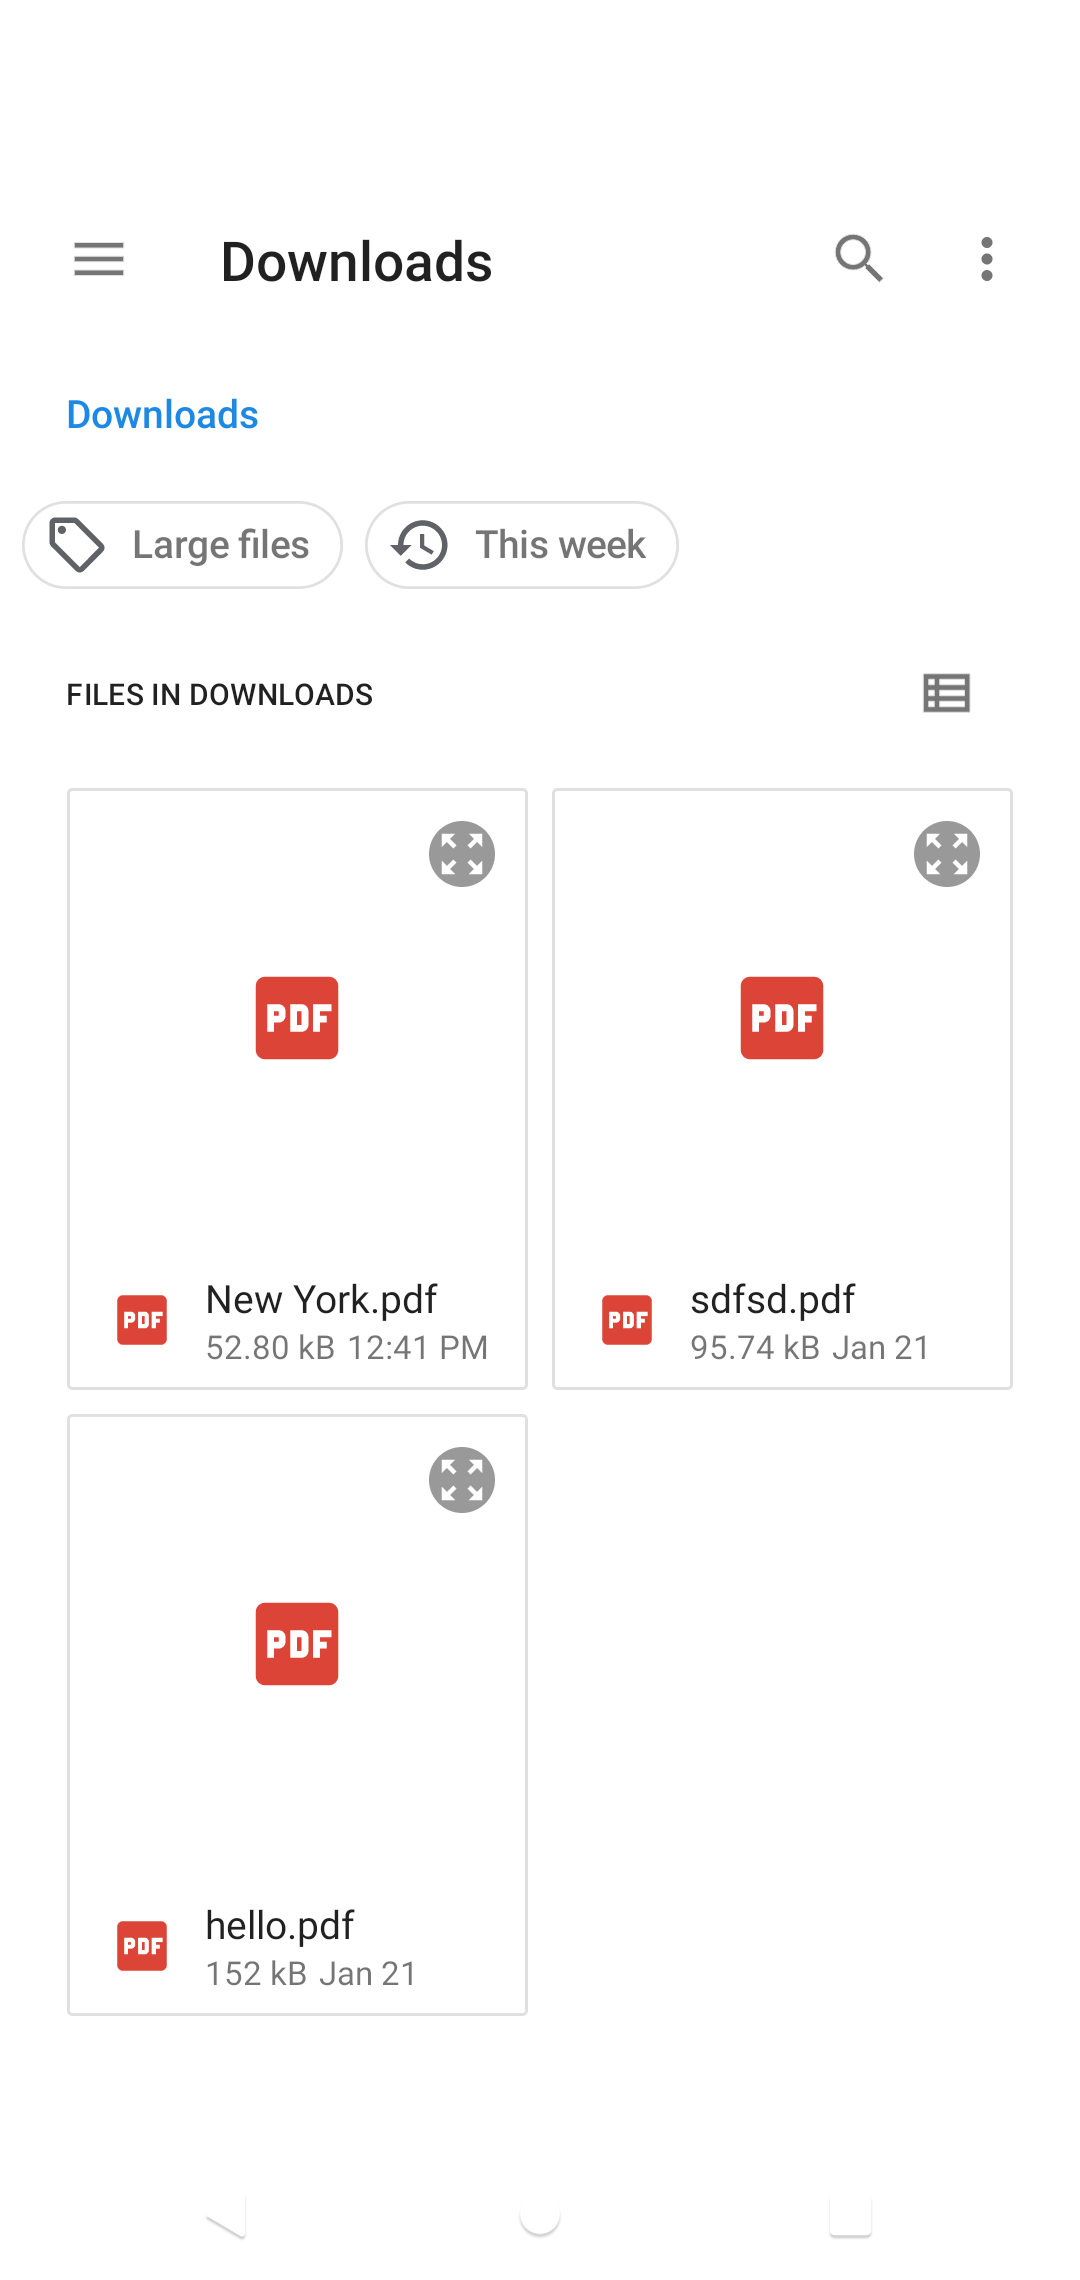 Downloads
Downloads
Large files
This week
FILES IN DOWNLOADS
PDF
PDF
PDF
New York.pdf
52.80 kB 12:41 PM
PDF
sdfsd.pdf
95.74 kB Jan 21
PDF
PDF
hello.pdf
152 kB Jan 21